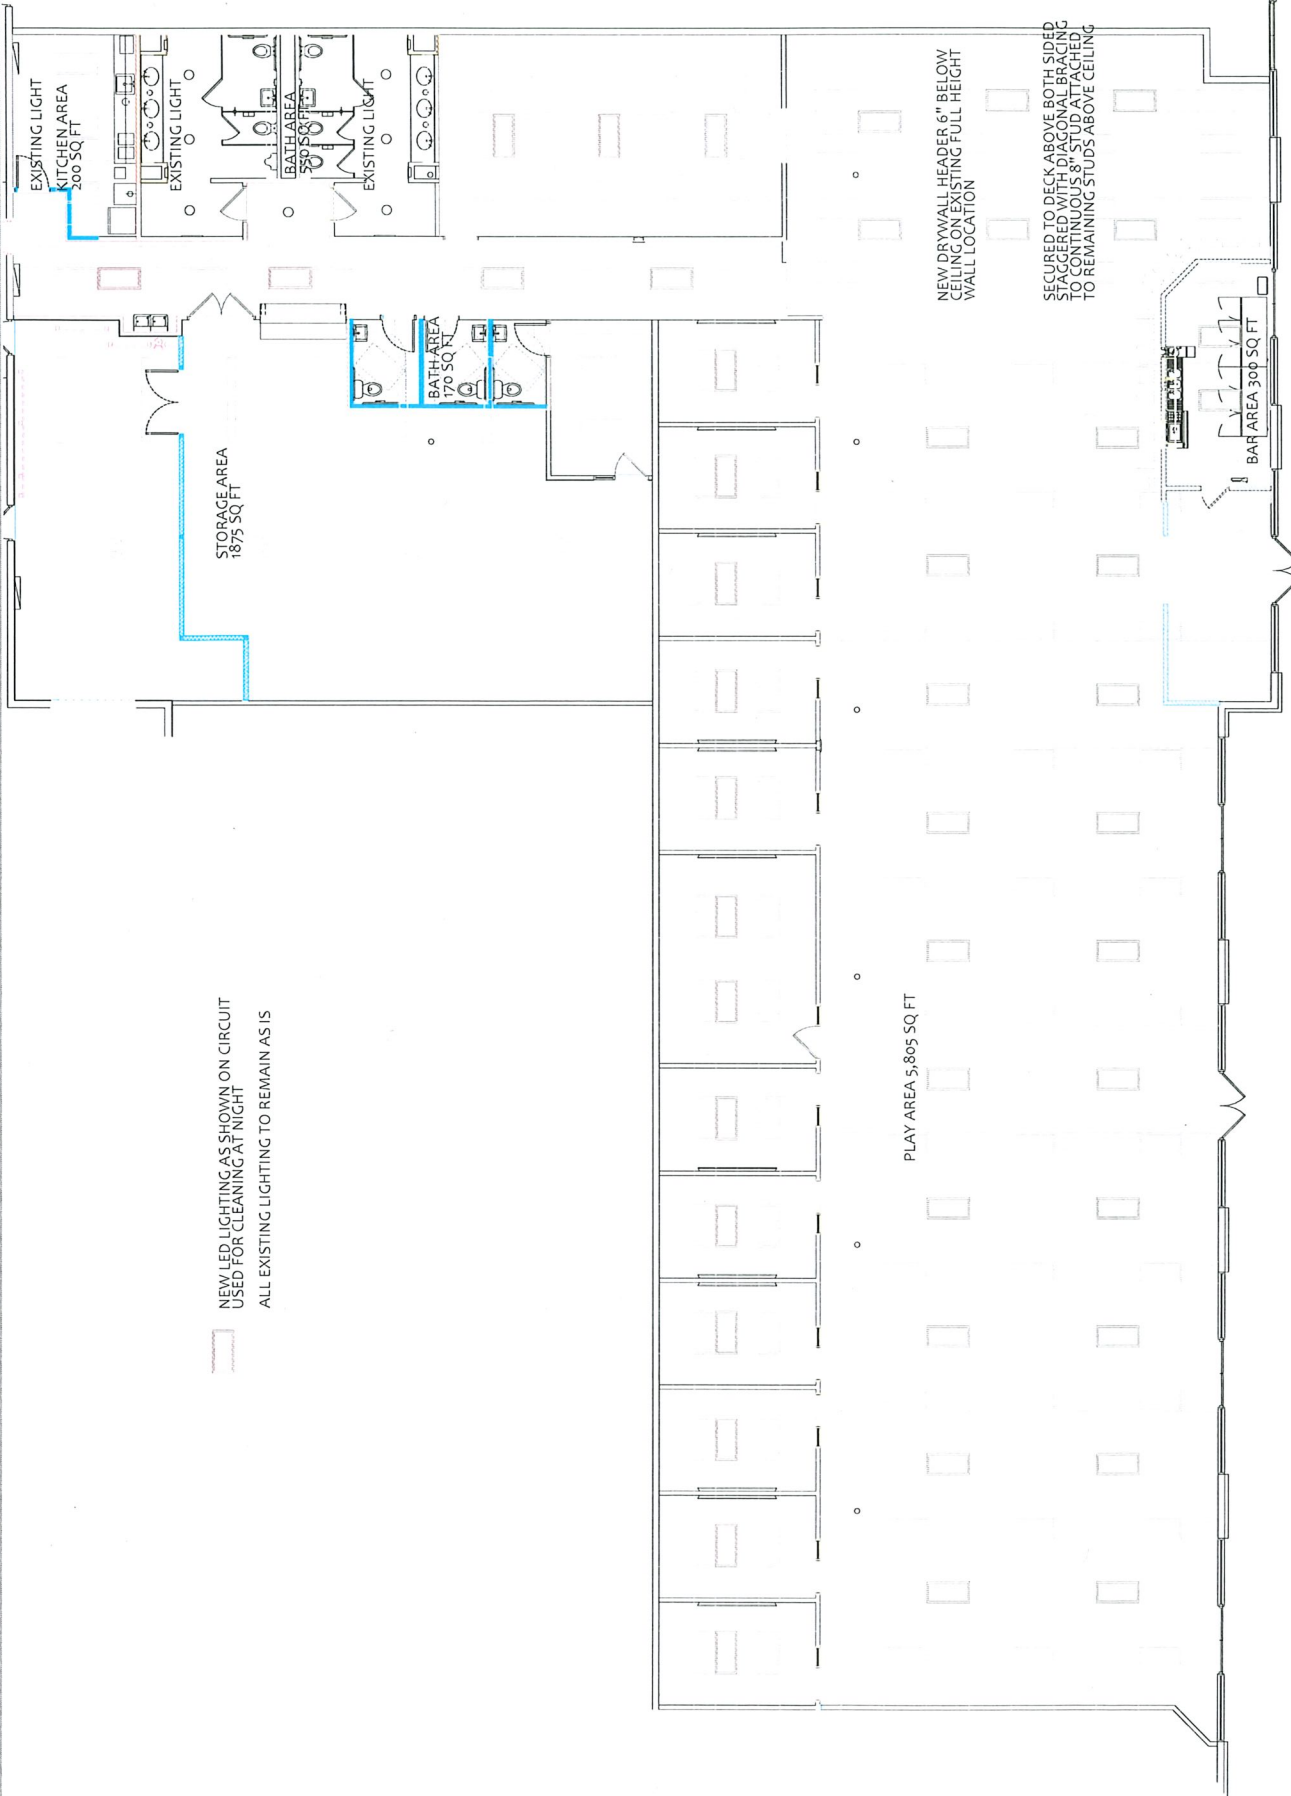 EXISTING LIGHT
KITCHEN AREA
200 SQ FT
EXISTING LIGHT
BATH AREA
550 SQ FT
EXISTING LIGHT
STORAGE AREA
1875 SQ FT
BATH AREA
170 SQ FT
NEW DRYWALL HEADER 6" BELOW
CEILING ON EXISTING FULL HEIGHT
WALL LOCATION
SECURED TO DECK ABOVE BOTH SIDED
STAGGERED WITH DIAGONAL BRACING
TO CONTINUOUS 8" STUD ATTACHED
TO REMAINING STUDS ABOVE CEILING
BAR AREA 300 SQ FT
NEW LED LIGHTING AS SHOWN ON CIRCUIT
USED FOR CLEANING AT NIGHT
ALL EXISTING LIGHTING TO REMAIN AS IS
PLAY AREA 5,805 SQ FT